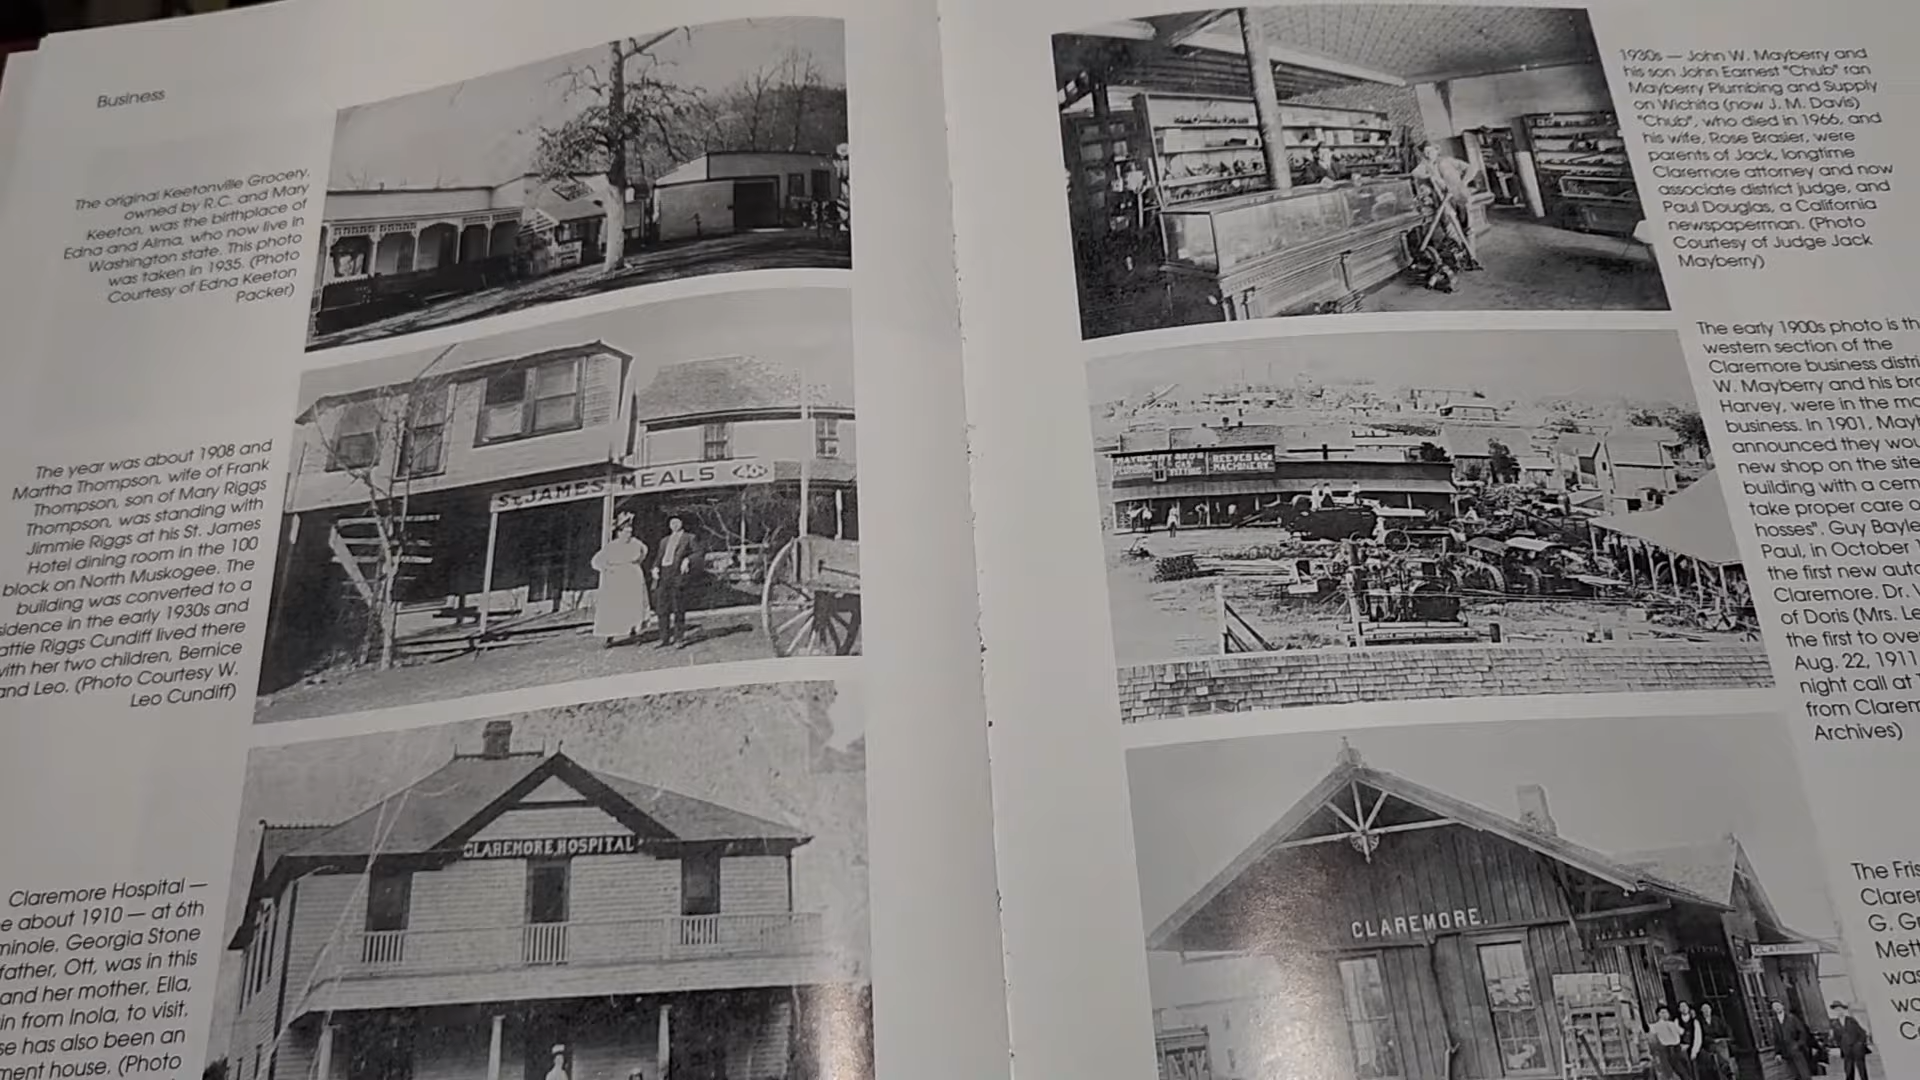 Business
The original Keetonville Grocery,
owned by R.C. and Mary
Keeton, was the birthplace of
Edna and Alma, who now live in
Washington state. This photo
was taken in 1935. (Photo
Courtesy of Edna Keeton
Packer)
The year was about 1908 and
Martha Thompson, wife of Frank
Thompson, son of Mary Riggs
Thompson, was standing with
Jimmie Riggs at his St. James
Hotel dining room in the 100
block on North Muskogee. The
building was converted to a
sidence in the early 1930s and
attie Riggs Cundiff lived there
with her two children, Bernice
and Leo. (Photo Courtesy W.
Leo Cundiff)
St. JAMES MEALS 40¢
Claremore Hospital —
e about 1910 — at 6th
minole. Georgia Stone
father, Ott, was in this
and her mother, Ella,
in from Inola, to visit.
se has also been an
ment house. (Photo
CLAREMORE HOSPITAL
1930s — John W. Mayberry and
his son John Earnest "Chub" ran
Mayberry Plumbing and Supply
on Wichita (now J. M. Davis)
"Chub", who died in 1966, and
his wife, Rose Brasier, were
parents of Jack, longtime
Claremore attorney and now
associate district judge, and
Paul Douglas, a California
newspaperman. (Photo
Courtesy of Judge Jack
Mayberry)
The early 1900s photo is th
western section of the
Claremore business distri
W. Mayberry and his bro
Harvey, were in the mo
business. In 1901, May
announced they wou
new shop on the site
building with a cem
take proper care o
hosses". Guy Bayle
Paul, in October 1
the first new auto
Claremore. Dr. W
of Doris (Mrs. Le
the first to ove
Aug. 22, 1911
night call at 1
from Clarem
Archives)
MAYBERRY BRO'S
GAS FITTING
REEVES & Co
MACHINERY
CLAREMORE.
The Fris
Clarem
G. G
Mett
was
wo
C